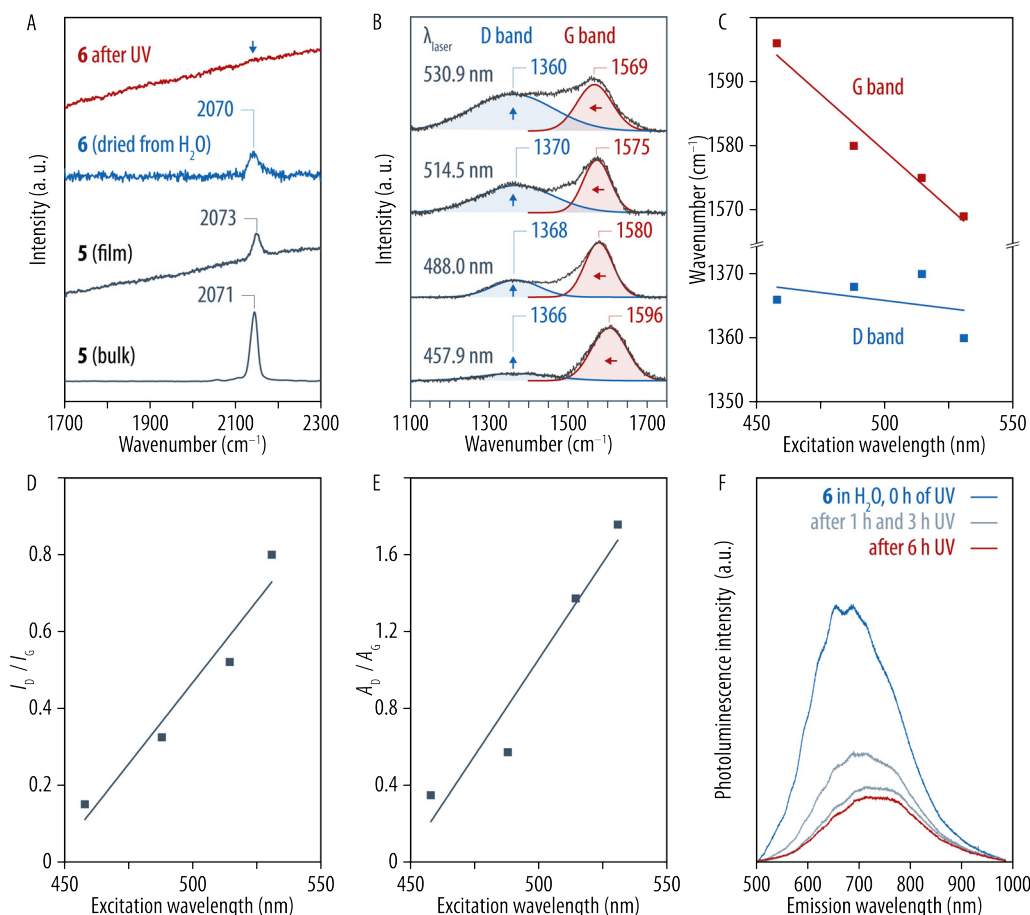 A
6 after UV
2070
6 (dried from H2O)
2073
5 (film)
2071
5 (bulk)
Intensity (a. u.)
1700 1900 2100 2300
Wavenumber (cm–1)
B
λlaser D band G band
530.9 nm 1360 1569
514.5 nm 1370 1575
488.0 nm 1368 1580
457.9 nm 1366 1596
Intensity (a. u.)
1100 1300 1500 1700
Wavenumber (cm–1)
C
G band
D band
Wavenumber (cm–1)
1590
1580
1570
1370
1360
1350
450 500 550
Excitation wavelength (nm)
D
ID / IG
0.8
0.6
0.4
0.2
0
450 500 550
Excitation wavelength (nm)
E
AD / AG
1.6
1.2
0.8
0.4
0
450 500 550
Excitation wavelength (nm)
F
6 in H2O, 0 h of UV
after 1 h and 3 h UV
after 6 h UV
Photoluminescence intensity (a.u.)
500 600 700 800 900 1000
Emission wavelength (nm)